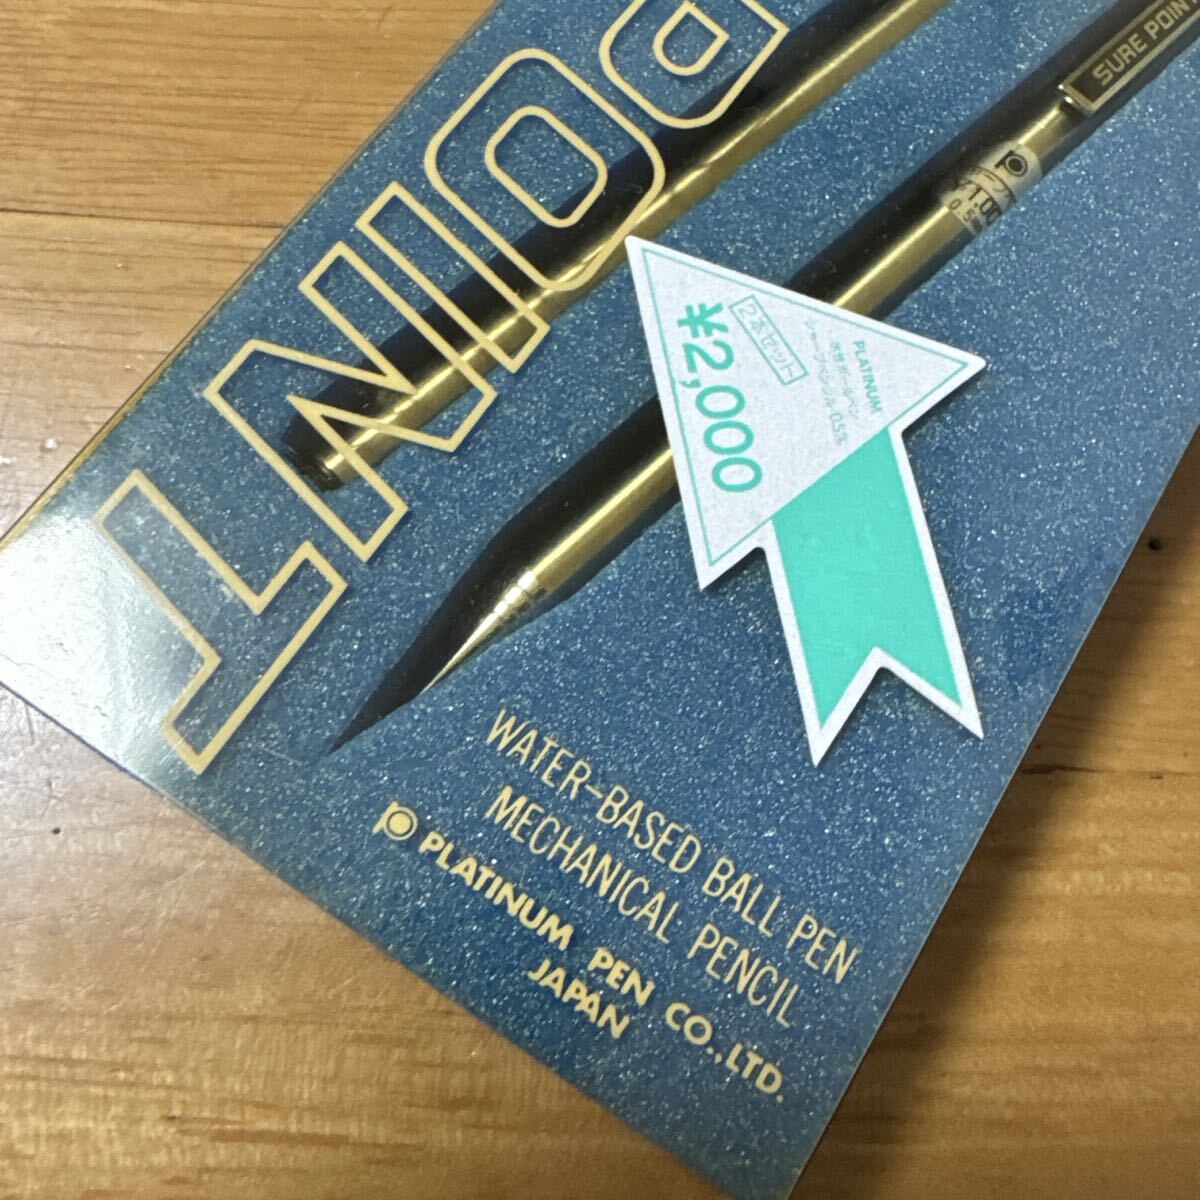 POINT
SURE POINT
PLATINUM
水性ボールペン
シャープペンシル 0.5%
2本セット
¥2,000
WATER-BASED BALL PEN
MECHANICAL PENCIL
PLATINUM PEN CO., LTD.
JAPAN